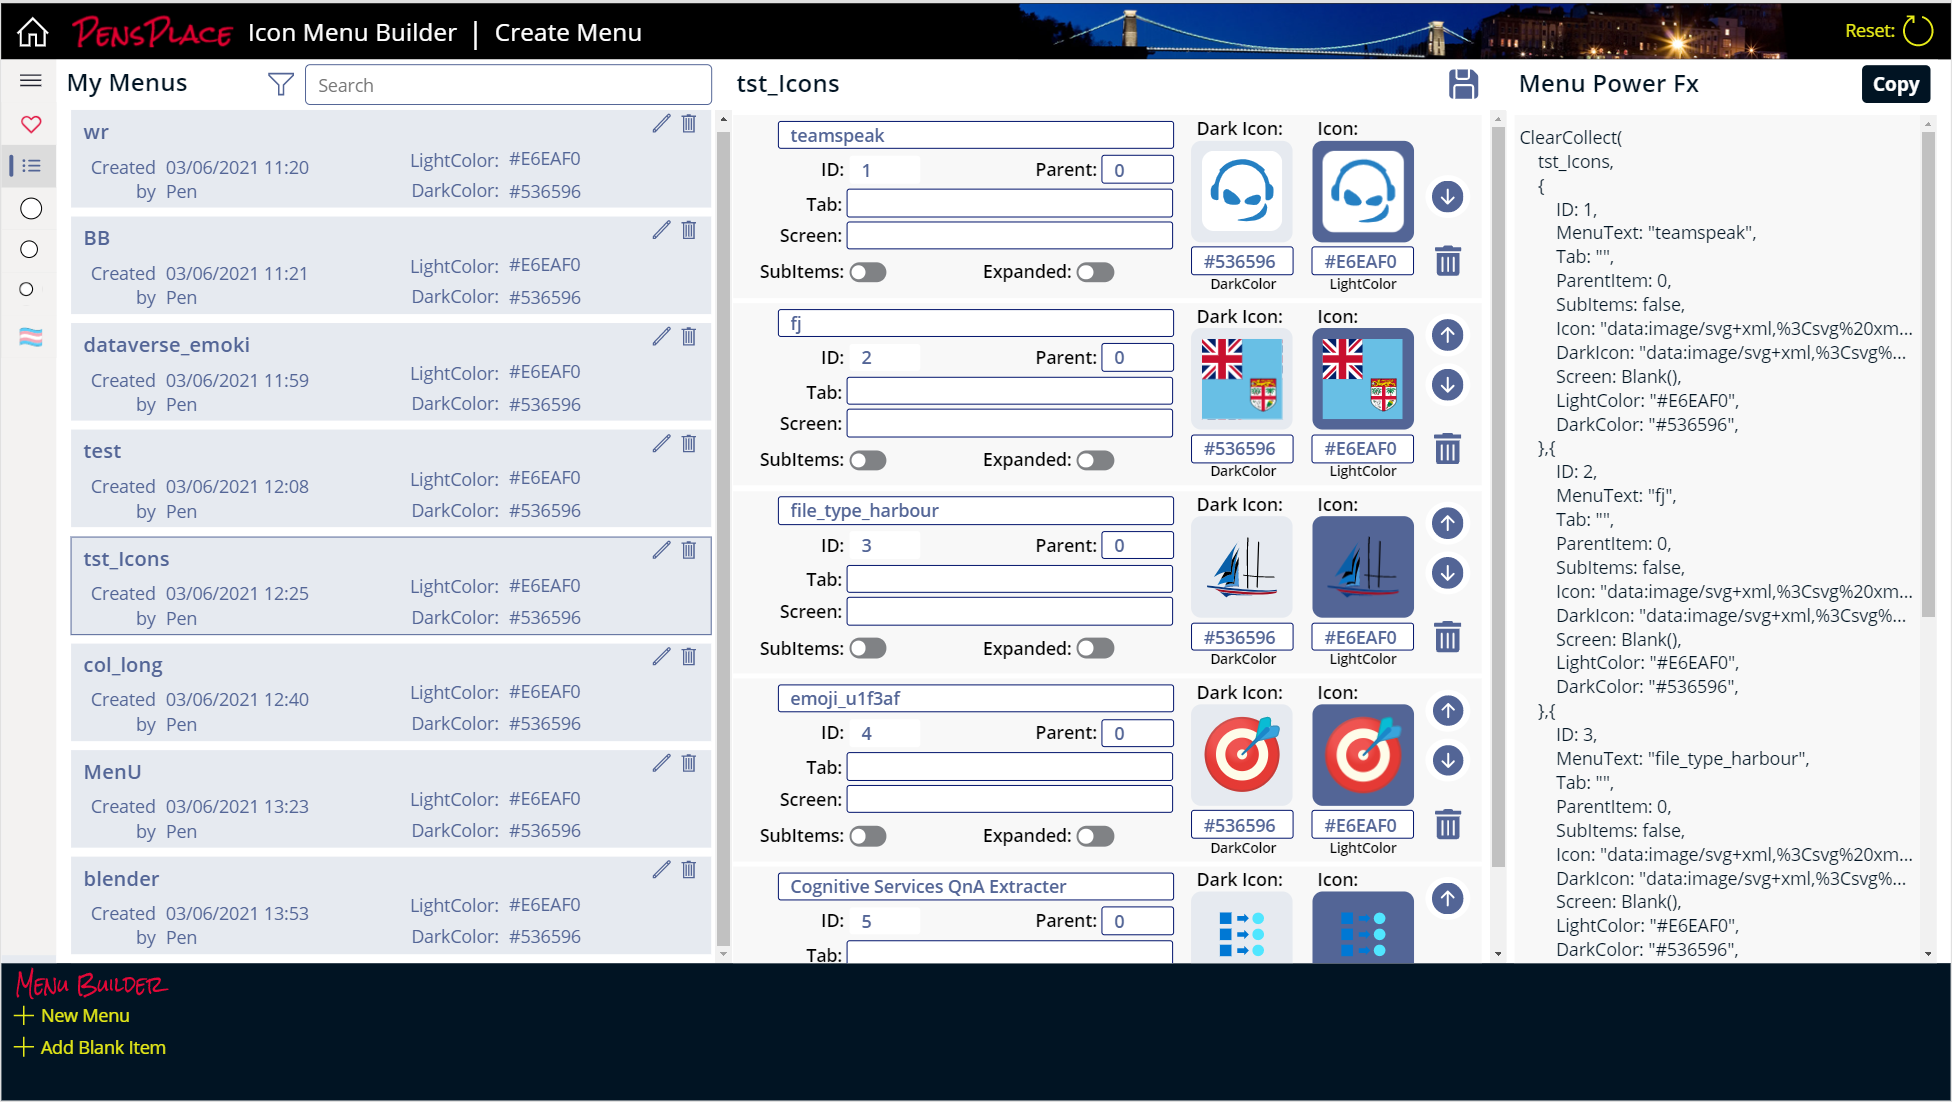 PensPlace Icon Menu Builder | Create Menu
Reset:
My Menus
Search
wr
Created 03/06/2021 11:20
by Pen
LightColor: #E6EAF0
DarkColor: #536596
BB
Created 03/06/2021 11:21
by Pen
LightColor: #E6EAF0
DarkColor: #536596
dataverse_emoki
Created 03/06/2021 11:59
by Pen
LightColor: #E6EAF0
DarkColor: #536596
test
Created 03/06/2021 12:08
by Pen
LightColor: #E6EAF0
DarkColor: #536596
tst_Icons
Created 03/06/2021 12:25
by Pen
LightColor: #E6EAF0
DarkColor: #536596
col_long
Created 03/06/2021 12:40
by Pen
LightColor: #E6EAF0
DarkColor: #536596
MenU
Created 03/06/2021 13:23
by Pen
LightColor: #E6EAF0
DarkColor: #536596
blender
Created 03/06/2021 13:53
by Pen
LightColor: #E6EAF0
DarkColor: #536596
tst_Icons
teamspeak
ID: 1 Parent: 0
Tab:
Screen:
SubItems: Expanded:
Dark Icon: Icon:
#536596 #E6EAF0
DarkColor LightColor
fj
ID: 2 Parent: 0
Tab:
Screen:
SubItems: Expanded:
Dark Icon: Icon:
#536596 #E6EAF0
DarkColor LightColor
file_type_harbour
ID: 3 Parent: 0
Tab:
Screen:
SubItems: Expanded:
Dark Icon: Icon:
#536596 #E6EAF0
DarkColor LightColor
emoji_u1f3af
ID: 4 Parent: 0
Tab:
Screen:
SubItems: Expanded:
Dark Icon: Icon:
#536596 #E6EAF0
DarkColor LightColor
Cognitive Services QnA Extracter
ID: 5 Parent: 0
Tab:
Dark Icon: Icon:
Menu Power Fx
Copy
ClearCollect(
tst_Icons,
{
ID: 1,
MenuText: "teamspeak",
Tab: "",
ParentItem: 0,
SubItems: false,
Icon: "data:image/svg+xml,%3Csvg%20xm...
DarkIcon: "data:image/svg+xml,%3Csvg%...
Screen: Blank(),
LightColor: "#E6EAF0",
DarkColor: "#536596",
},{
ID: 2,
MenuText: "fj",
Tab: "",
ParentItem: 0,
SubItems: false,
Icon: "data:image/svg+xml,%3Csvg%20xm...
DarkIcon: "data:image/svg+xml,%3Csvg%...
Screen: Blank(),
LightColor: "#E6EAF0",
DarkColor: "#536596",
},{
ID: 3,
MenuText: "file_type_harbour",
Tab: "",
ParentItem: 0,
SubItems: false,
Icon: "data:image/svg+xml,%3Csvg%20xm...
DarkIcon: "data:image/svg+xml,%3Csvg%...
Screen: Blank(),
LightColor: "#E6EAF0",
DarkColor: "#536596",
Menu Builder
New Menu
Add Blank Item